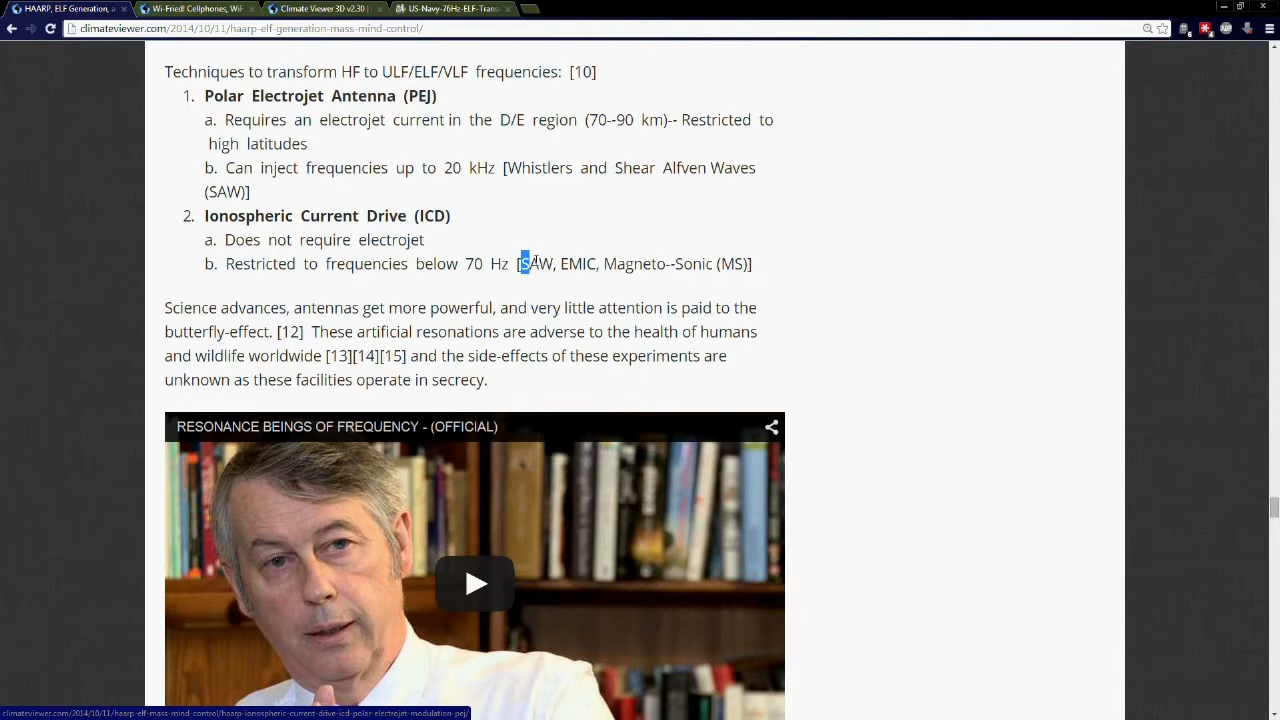 HAARP, ELF Generation, a
Wi-Fried! Cellphones, WiF
Climate Viewer 3D v2.30 |
US-Navy-76Hz-ELF-Trans
climateviewer.com/2014/10/11/haarp-elf-generation-mass-mind-control/
Techniques to transform HF to ULF/ELF/VLF frequencies: [10]
1. Polar Electrojet Antenna (PEJ)
a. Requires an electrojet current in the D/E region (70--90 km)-- Restricted to
high latitudes
b. Can inject frequencies up to 20 kHz [Whistlers and Shear Alfven Waves
(SAW)]
2. Ionospheric Current Drive (ICD)
a. Does not require electrojet
b. Restricted to frequencies below 70 Hz [SAW, EMIC, Magneto--Sonic (MS)]
Science advances, antennas get more powerful, and very little attention is paid to the
butterfly-effect. [12] These artificial resonations are adverse to the health of humans
and wildlife worldwide [13][14][15] and the side-effects of these experiments are
unknown as these facilities operate in secrecy.
RESONANCE BEINGS OF FREQUENCY - (OFFICIAL)
climateviewer.com/2014/10/11/haarp-elf-mass-mind-control/haarp-ionospheric-current-drive-icd-polar-electrojet-modulation-pej/